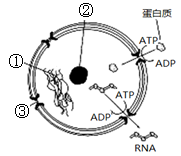 ②
蛋白质
①
ATP
ADP
③
ATP
ADP
RNA